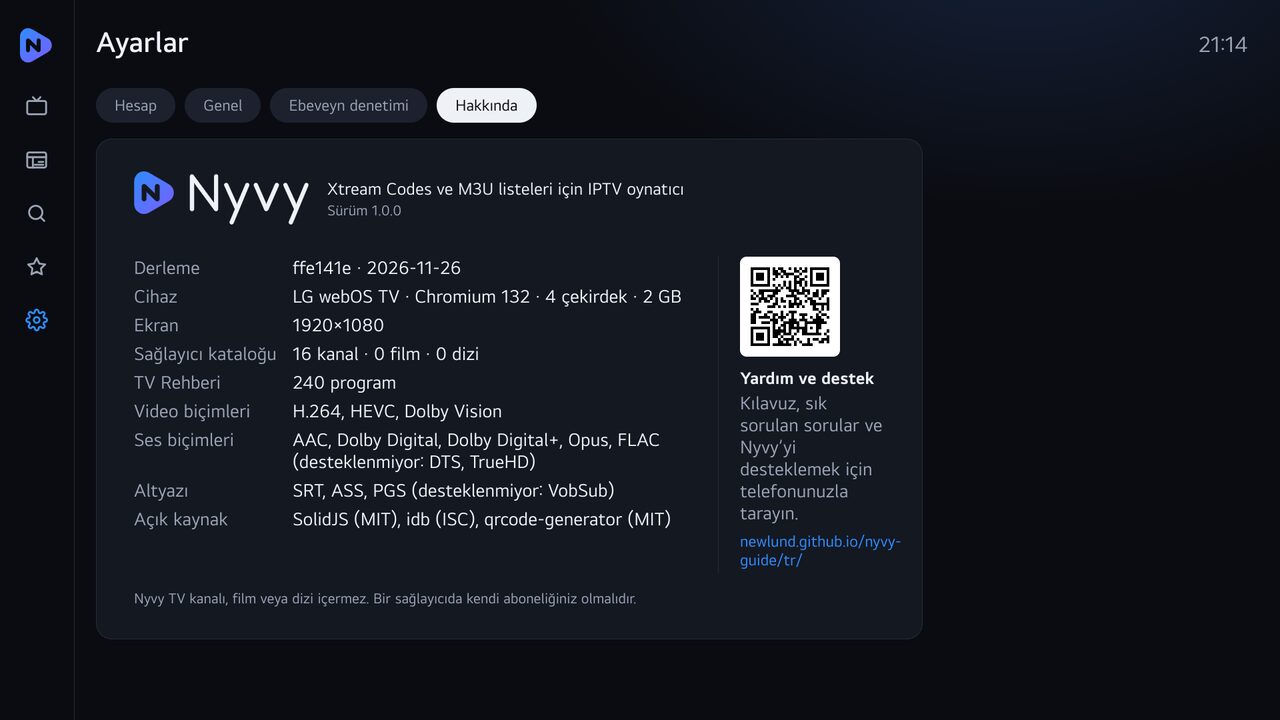 Ayarlar
21:14
Hesap
Genel
Ebeveyn denetimi
Hakkında
N Nyvy
Xtream Codes ve M3U listeleri için IPTV oynatıcı
Sürüm 1.0.0
Derleme ffe141e · 2026-11-26
Cihaz LG webOS TV · Chromium 132 · 4 çekirdek · 2 GB
Ekran 1920×1080
Sağlayıcı kataloğu 16 kanal · 0 film · 0 dizi
TV Rehberi 240 program
Video biçimleri H.264, HEVC, Dolby Vision
Ses biçimleri AAC, Dolby Digital, Dolby Digital+, Opus, FLAC
(desteklenmiyor: DTS, TrueHD)
Altyazı SRT, ASS, PGS (desteklenmiyor: VobSub)
Açık kaynak SolidJS (MIT), idb (ISC), qrcode-generator (MIT)
Yardım ve destek
Kılavuz, sık
sorulan sorular ve
Nyvy’yi
desteklemek için
telefonunuzla
tarayın.
newlund.github.io/nyvy-
guide/tr/
Nyvy TV kanalı, film veya dizi içermez. Bir sağlayıcıda kendi aboneliğiniz olmalıdır.